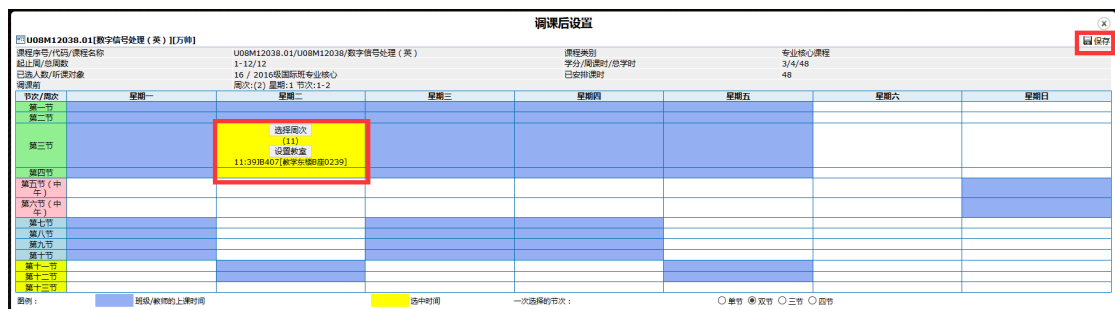 调课后设置
U08M12038.01[数字信号处理(英)][万帅]
保存
课程序号/代码/课程名称 U08M12038.01/U08M12038/数字信号处理(英) 课程类别 专业核心课程
起止周/总周数 1-12/12 学分/周课时/总学时 3/4/48
已选人数/听课对象 16 / 2016级国际班专业核心 已安排课时 48
调课前 周次:(2) 星期:1 节次:1-2
节次/周次 星期一 星期二 星期三 星期四 星期五 星期六 星期日
第一节
第二节
第三节
选择周次
(11)
设置教室
11:39JB407[教学东楼B座0239]
第四节
第五节(中午)
第六节(中午)
第七节
第八节
第九节
第十节
第十一节
第十二节
第十三节
图例: 班级/教师的上课时间 选中时间 一次选择的节次: 单节 双节 三节 四节